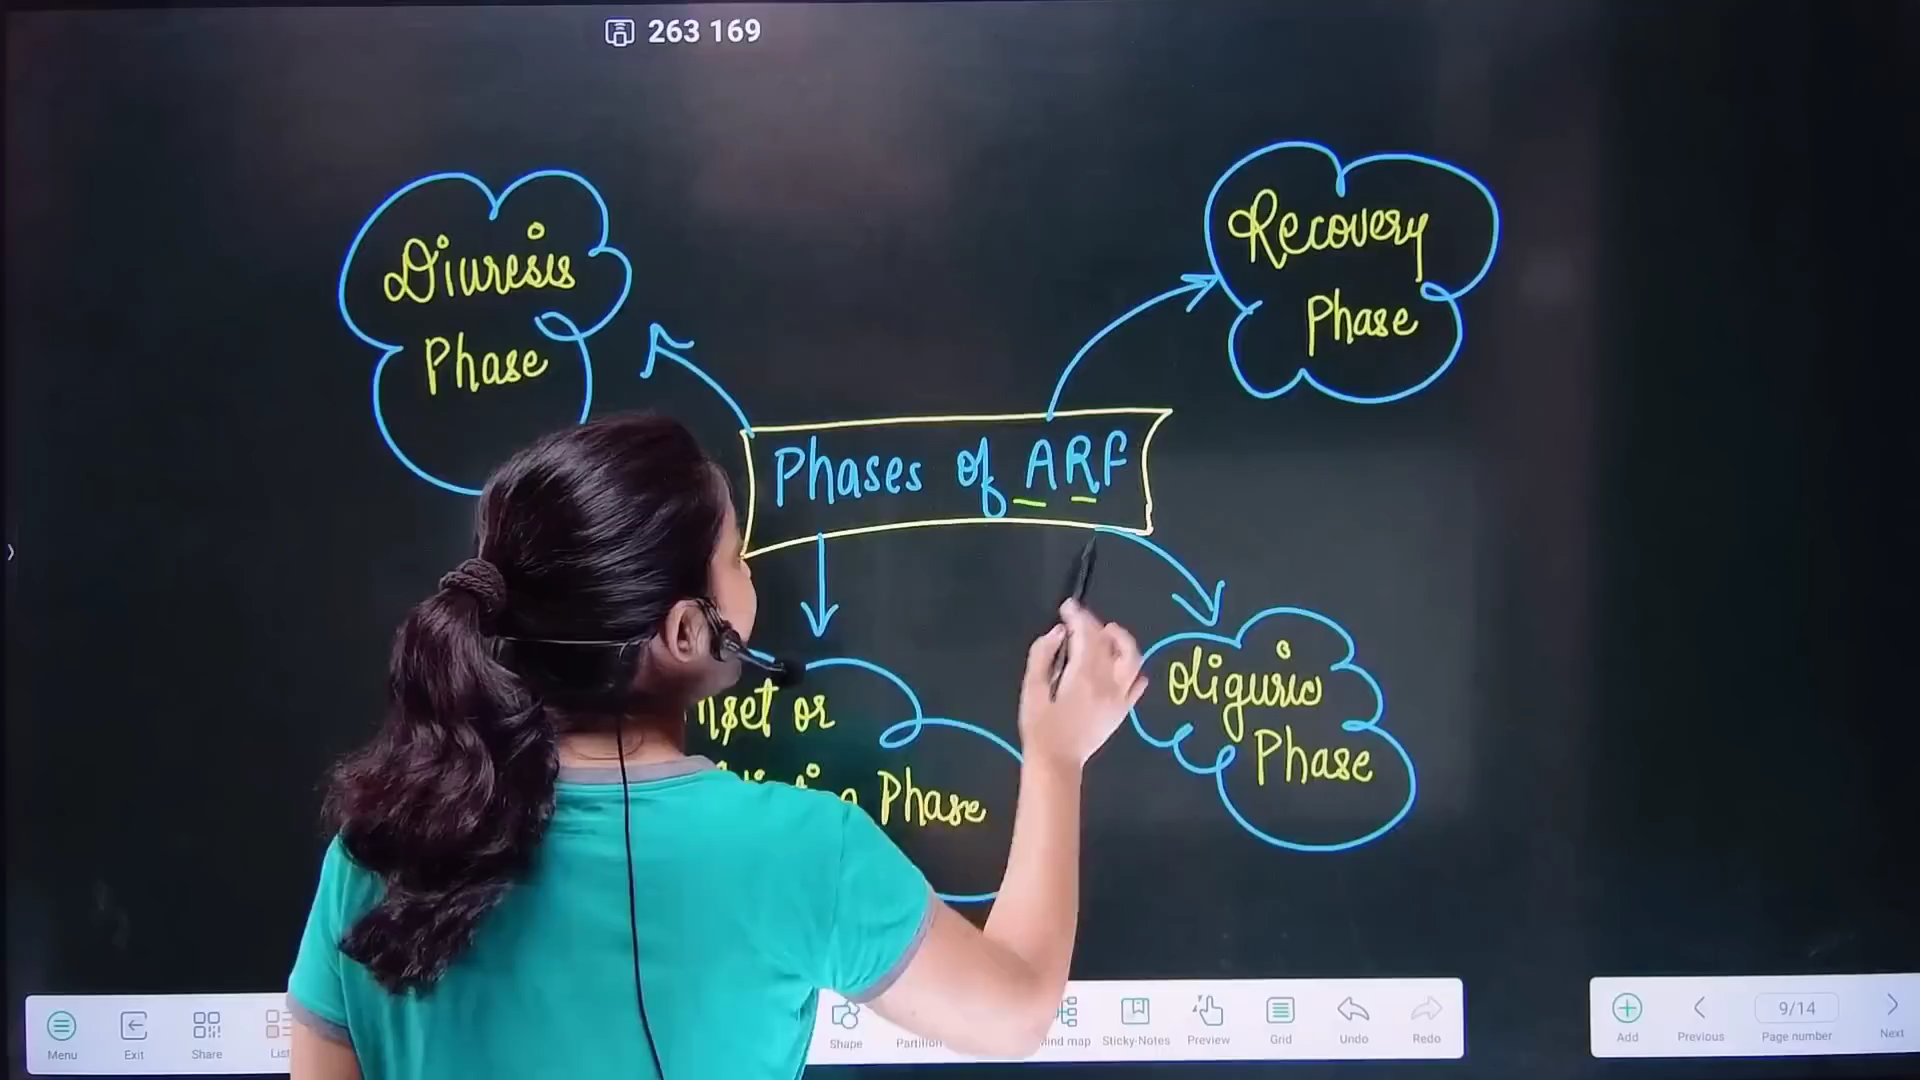 263 169
Diuresis
Phase
Recovery
Phase
Phases of ARF
Oliguric
Phase
or
Phase
Menu
Exit
Share
Shape
Sticky-Notes
Preview
Grid
Undo
Redo
Add
Previous
9/14
Page number
Next